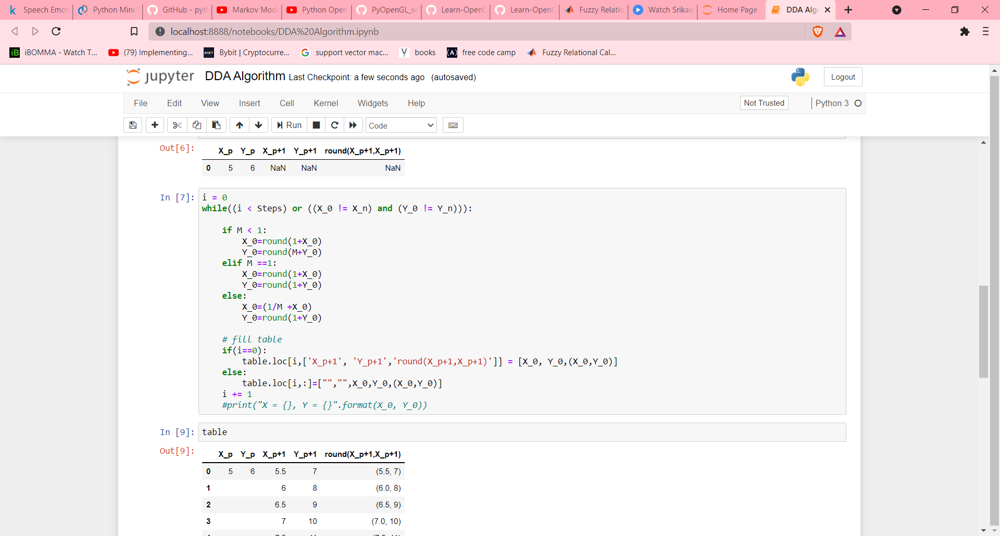 Speech Emot
Python Mini P
GitHub - pyth
Markov Mode
Python Open
PyOpenGL_se
Learn-OpenG
Learn-OpenG
Fuzzy Relatio
Watch Srikaa
Home Page -
DDA Alg
localhost:8888/notebooks/DDA%20Algorithm.ipynb
iBOMMA - Watch T...
(79) Implementing...
Bybit | Cryptocurre...
support vector mac...
books
free code camp
Fuzzy Relational Cal...
jupyter DDA Algorithm Last Checkpoint: a few seconds ago (autosaved)
Logout
File Edit View Insert Cell Kernel Widgets Help
Not Trusted
Python 3
Run
Code
Out[6]:
X_p Y_p X_p+1 Y_p+1 round(X_p+1,X_p+1)
0 5 6 NaN NaN NaN
In [7]:
i = 0
while((i < Steps) or ((X_0 != X_n) and (Y_0 != Y_n))):
if M < 1:
X_0=round(1+X_0)
Y_0=round(M+Y_0)
elif M ==1:
X_0=round(1+X_0)
Y_0=round(1+Y_0)
else:
X_0=(1/M +X_0)
Y_0=round(1+Y_0)
# fill table
if(i==0):
table.loc[i,['X_p+1', 'Y_p+1','round(X_p+1,X_p+1)']] = [X_0, Y_0,(X_0,Y_0)]
else:
table.loc[i,:]=["","",X_0,Y_0,(X_0,Y_0)]
i += 1
#print("X = {}, Y = {}".format(X_0, Y_0))
In [9]: table
Out[9]:
X_p Y_p X_p+1 Y_p+1 round(X_p+1,X_p+1)
0 5 6 5.5 7 (5.5, 7)
1 6 8 (6.0, 8)
2 6.5 9 (6.5, 9)
3 7 10 (7.0, 10)